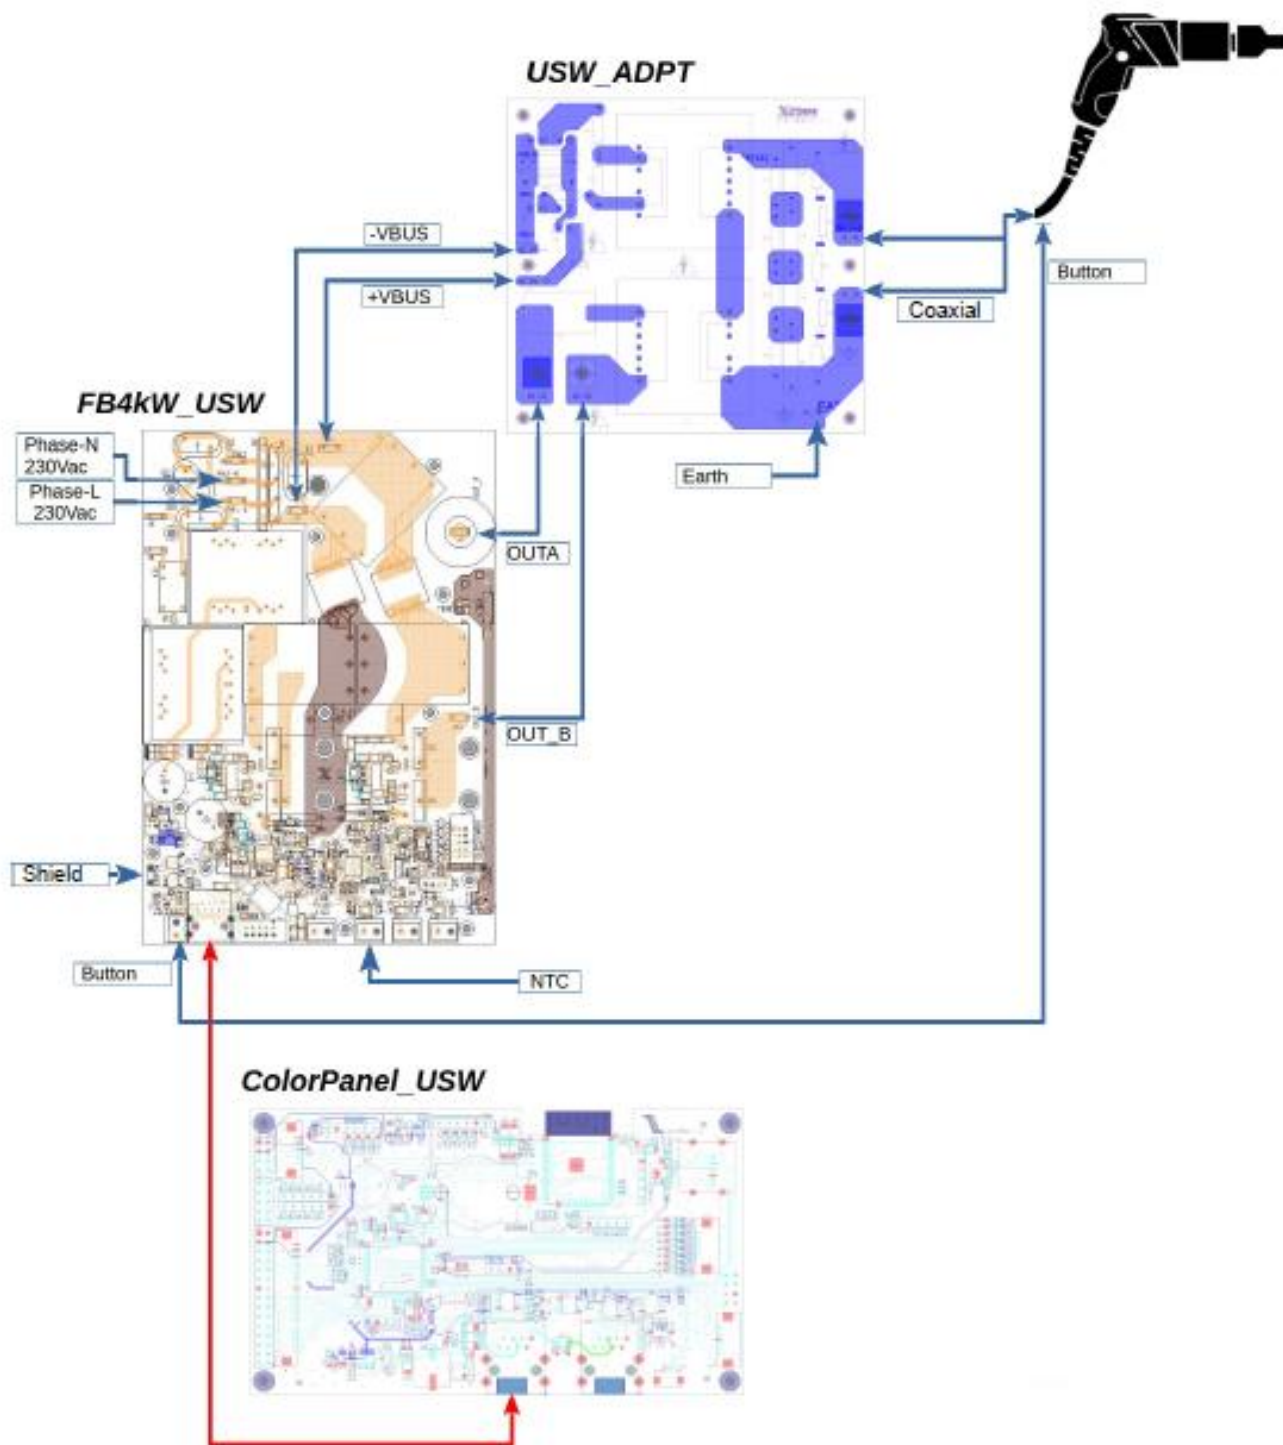 USW_ADPT
-VBUS
+VBUS
Button
Coaxial
FB4kW_USW
Phase-N
230Vac
Phase-L
230Vac
Earth
OUTA
OUT_B
Shield
Button
NTC
ColorPanel_USW